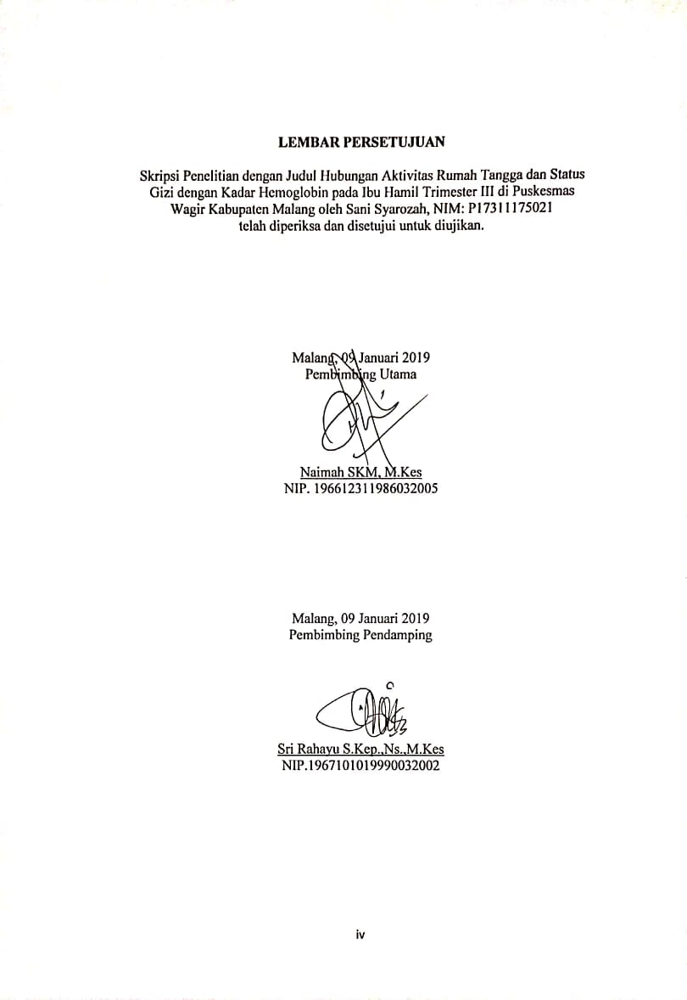 LEMBAR PERSETUJUAN
Skripsi Penelitian dengan Judul Hubungan Aktivitas Rumah Tangga dan Status
Gizi dengan Kadar Hemoglobin pada Ibu Hamil Trimester III di Puskesmas
Wagir Kabupaten Malang oleh Sani Syarozah, NIM: P17311175021
telah diperiksa dan disetujui untuk diujikan.
Malang, 09 Januari 2019
Pembimbing Utama
Naimah SKM, M.Kes
NIP. 196612311986032005
Malang, 09 Januari 2019
Pembimbing Pendamping
Sri Rahayu S.Kep.,Ns.,M.Kes
NIP.1967101019990032002
iv